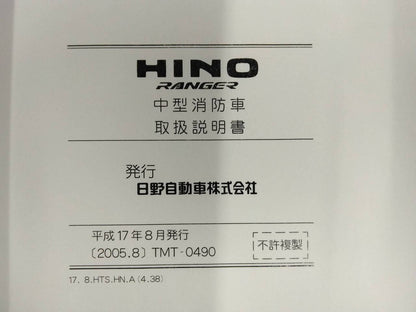 HINO
RANGER
中型消防車
取扱説明書
発行
日野自動車株式会社
平成17年8月発行
〔2005.8〕TMT-0490
不許複製
17. 8.HTS.HN.A (4.38)